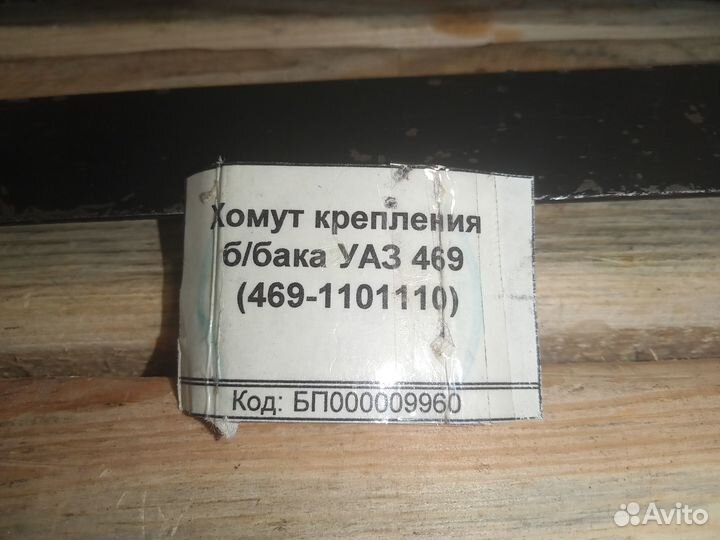 Хомут крепления
б/бака УАЗ 469
(469-1101110)
Код: БП000009960
Avito